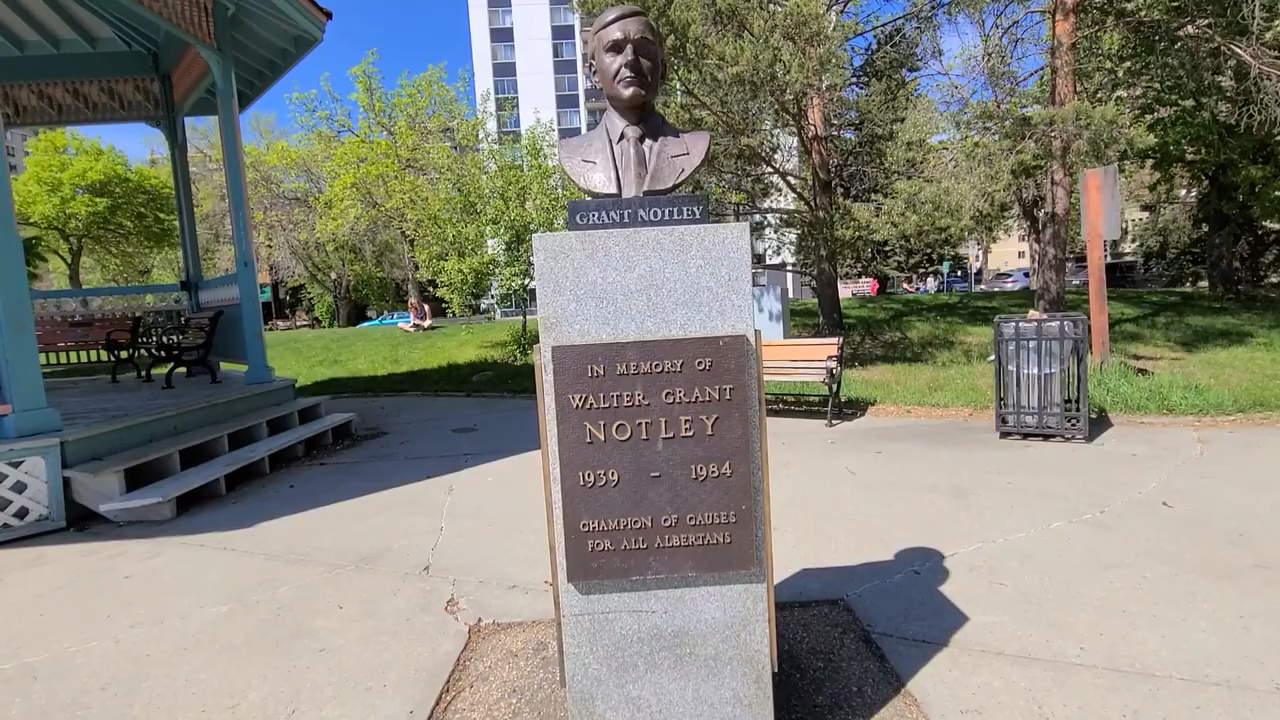 GRANT NOTLEY
IN MEMORY OF
WALTER GRANT
NOTLEY
1939 - 1984
CHAMPION OF CAUSES
FOR ALL ALBERTANS